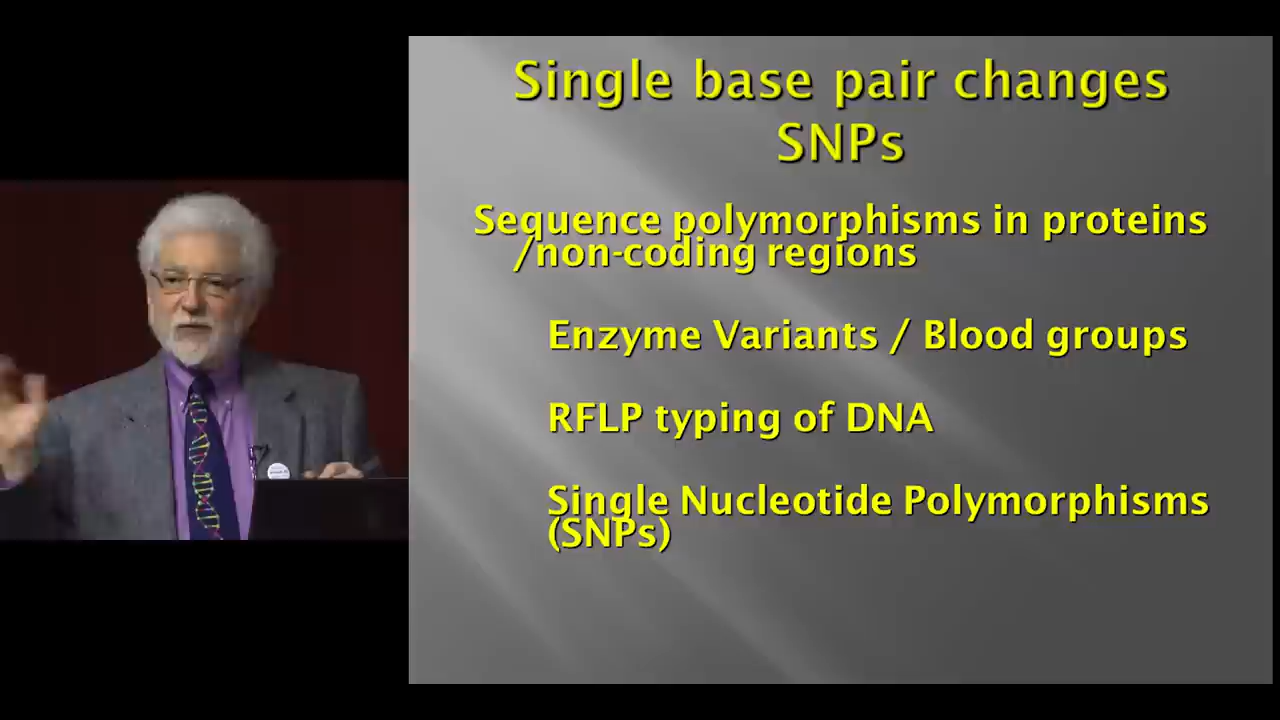 Single base pair changes
SNPs
Sequence polymorphisms in proteins
/non-coding regions
Enzyme Variants / Blood groups
RFLP typing of DNA
Single Nucleotide Polymorphisms
(SNPs)